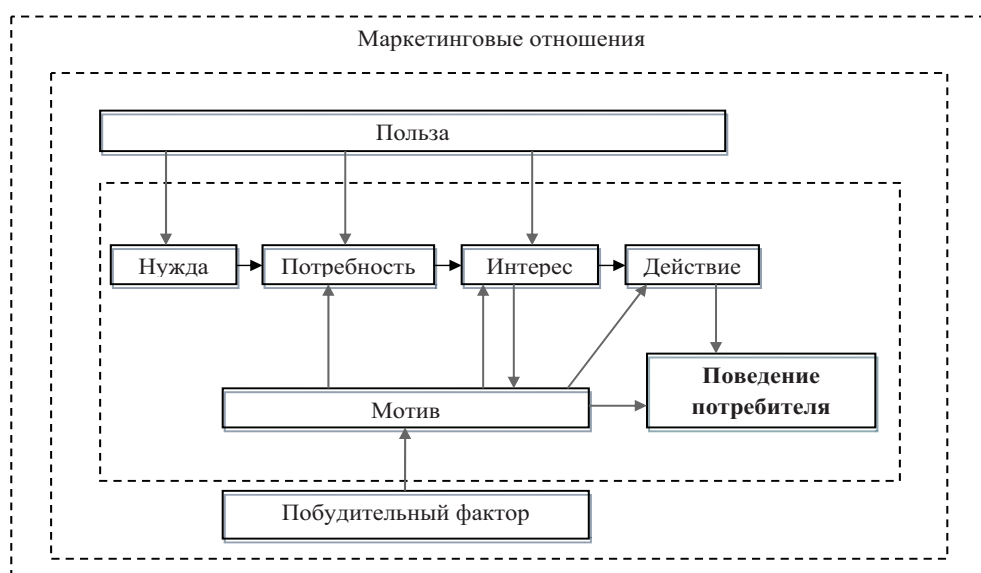 Маркетинговые отношения
Польза
Нужда
Потребность
Интерес
Действие
Поведение
потребителя
Мотив
Побудительный фактор